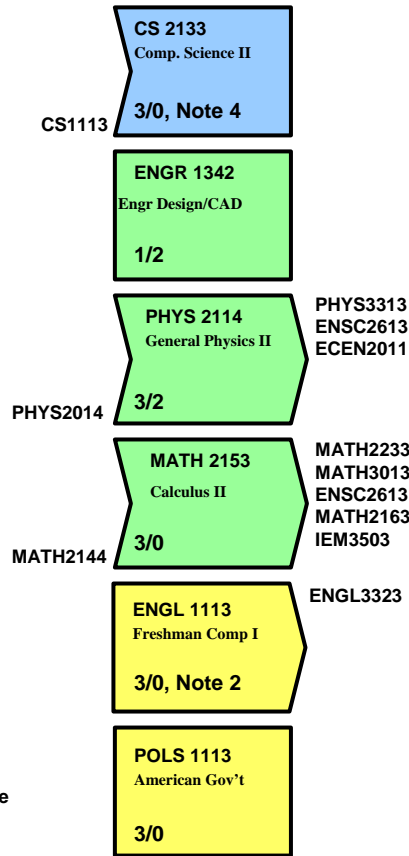 CS 2133
Comp. Science II
3/0, Note 4
CS1113
ENGR 1342
Engr Design/CAD
1/2
PHYS 2114
General Physics II
3/2
PHYS2014
PHYS3313
ENSC2613
ECEN2011
MATH 2153
Calculus II
3/0
MATH2144
MATH2233
MATH3013
ENSC2613
MATH2163
IEM3503
ENGL 1113
Freshman Comp I
3/0, Note 2
ENGL3323
POLS 1113
American Gov't
3/0
e